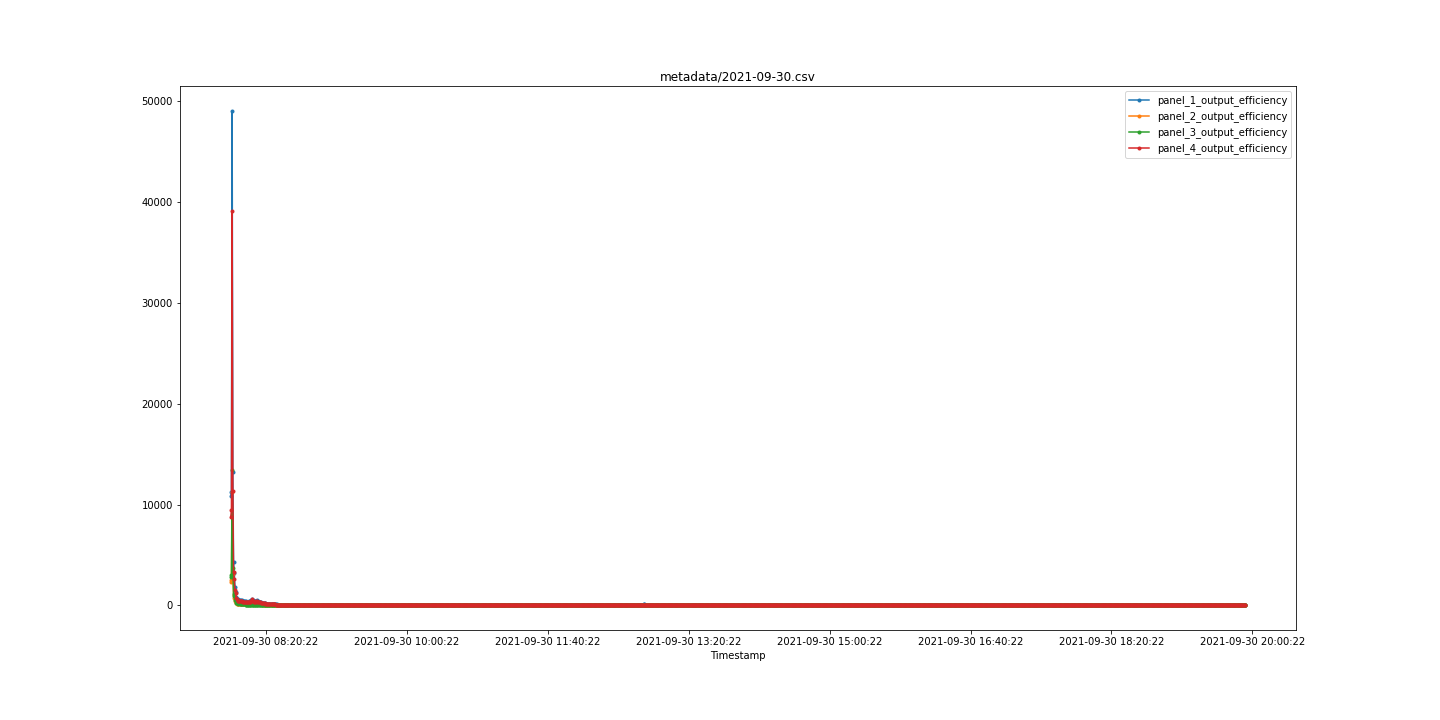 metadata/2021-09-30.csv
panel_1_output_efficiency
panel_2_output_efficiency
panel_3_output_efficiency
panel_4_output_efficiency
50000
40000
30000
20000
10000
0
2021-09-30 08:20:22 2021-09-30 10:00:22 2021-09-30 11:40:22 2021-09-30 13:20:22 2021-09-30 15:00:22 2021-09-30 16:40:22 2021-09-30 18:20:22 2021-09-30 20:00:22
Timestamp